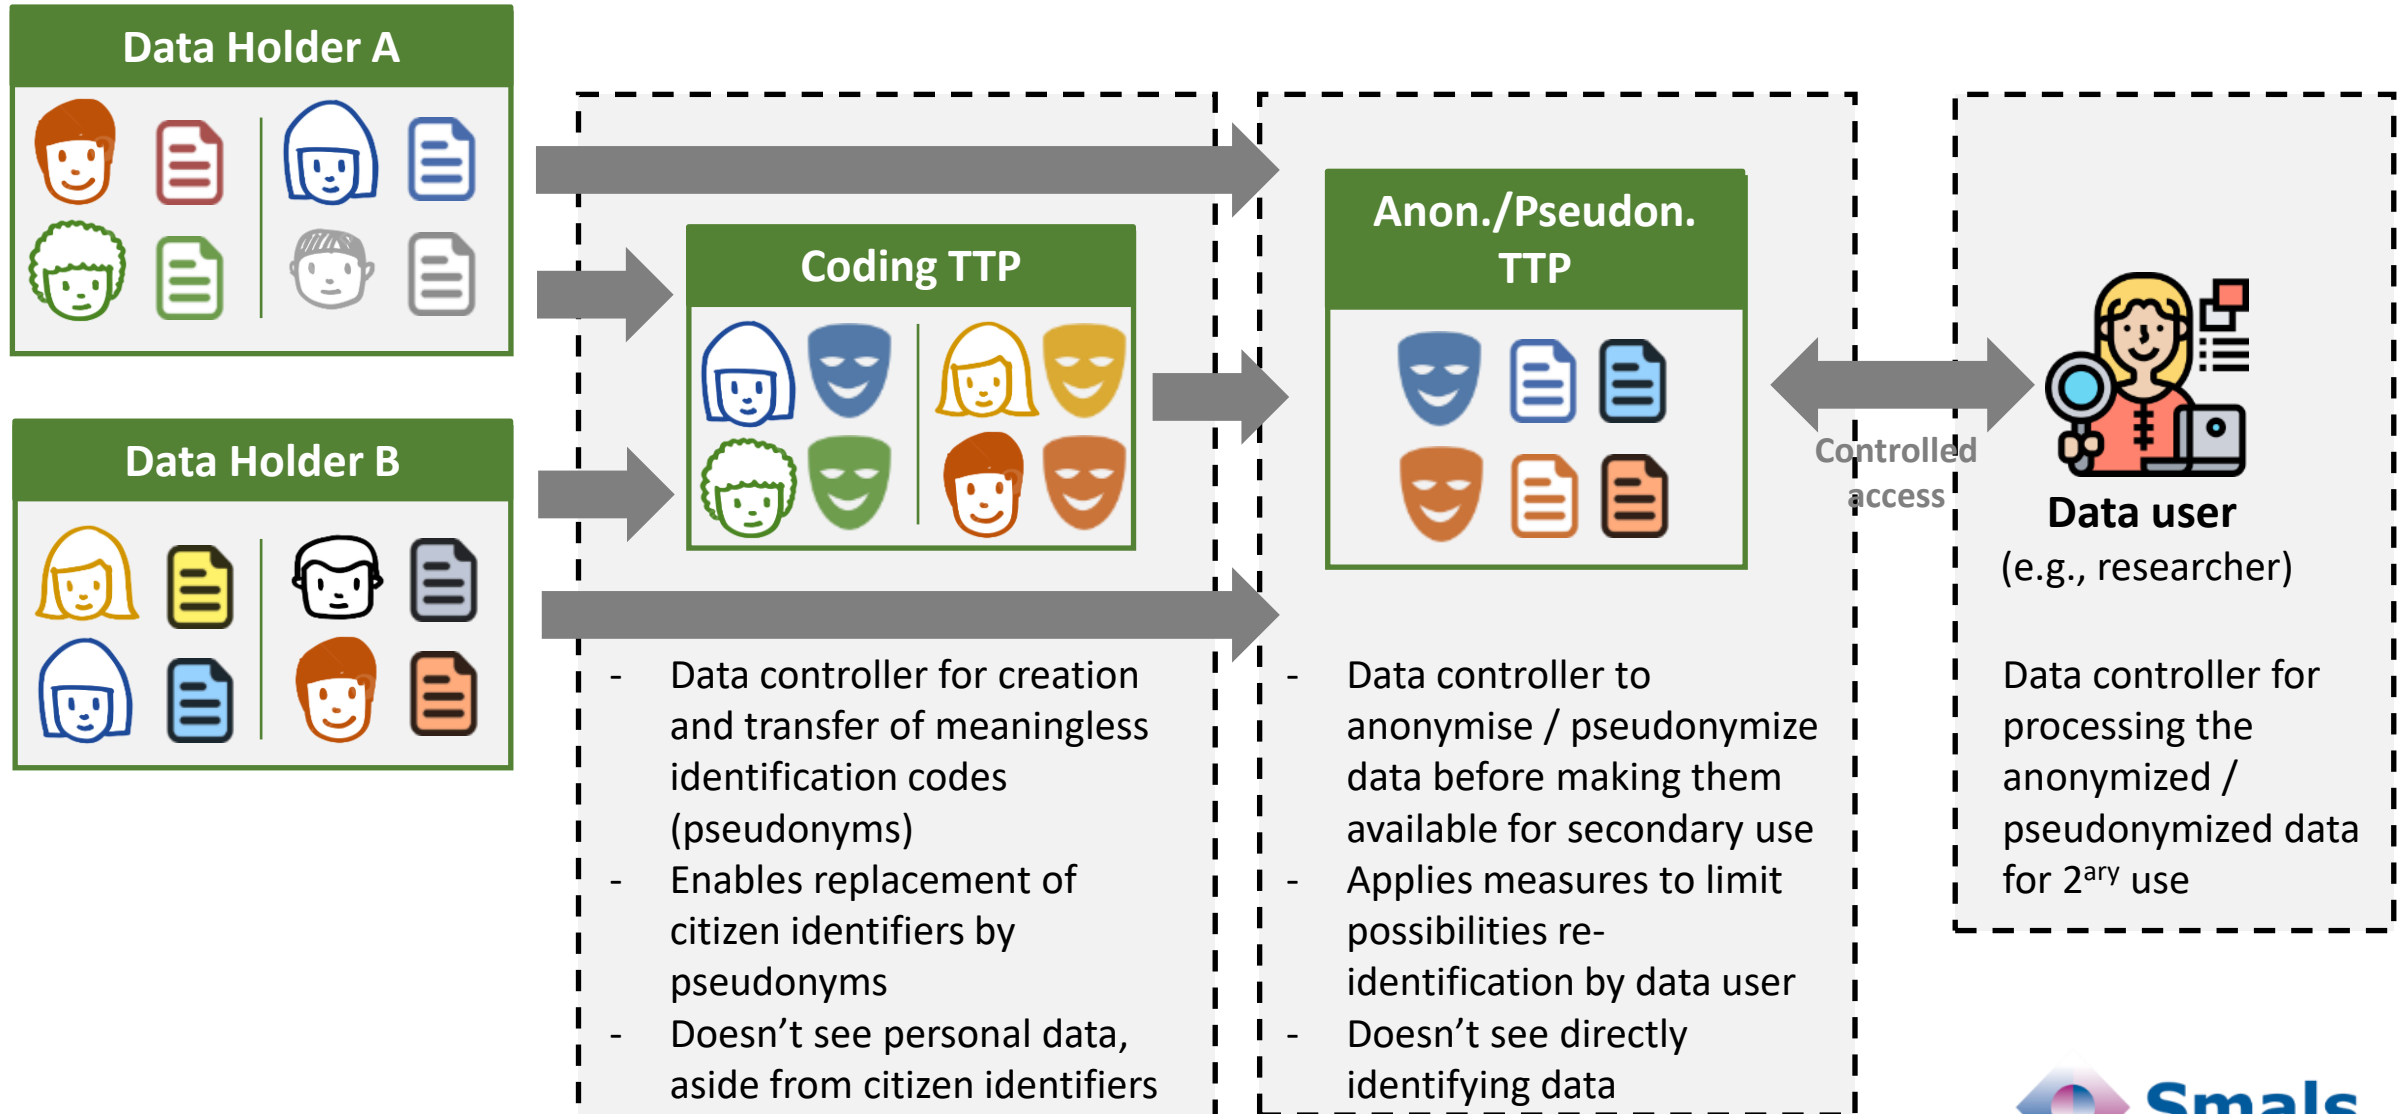 Data Holder A
Data Holder B
Coding TTP
- Data controller for creation
and transfer of meaningless
identification codes
(pseudonyms)
- Enables replacement of
citizen identifiers by
pseudonyms
- Doesn't see personal data,
aside from citizen identifiers
Anon./Pseudon.
TTP
- Data controller to
anonymise / pseudonymize
data before making them
available for secondary use
- Applies measures to limit
possibilities re-
identification by data user
- Doesn't see directly
identifying data
Controlled
access
Data user
(e.g., researcher)
Data controller for
processing the
anonymized /
pseudonymized data
for 2ary use
Smals